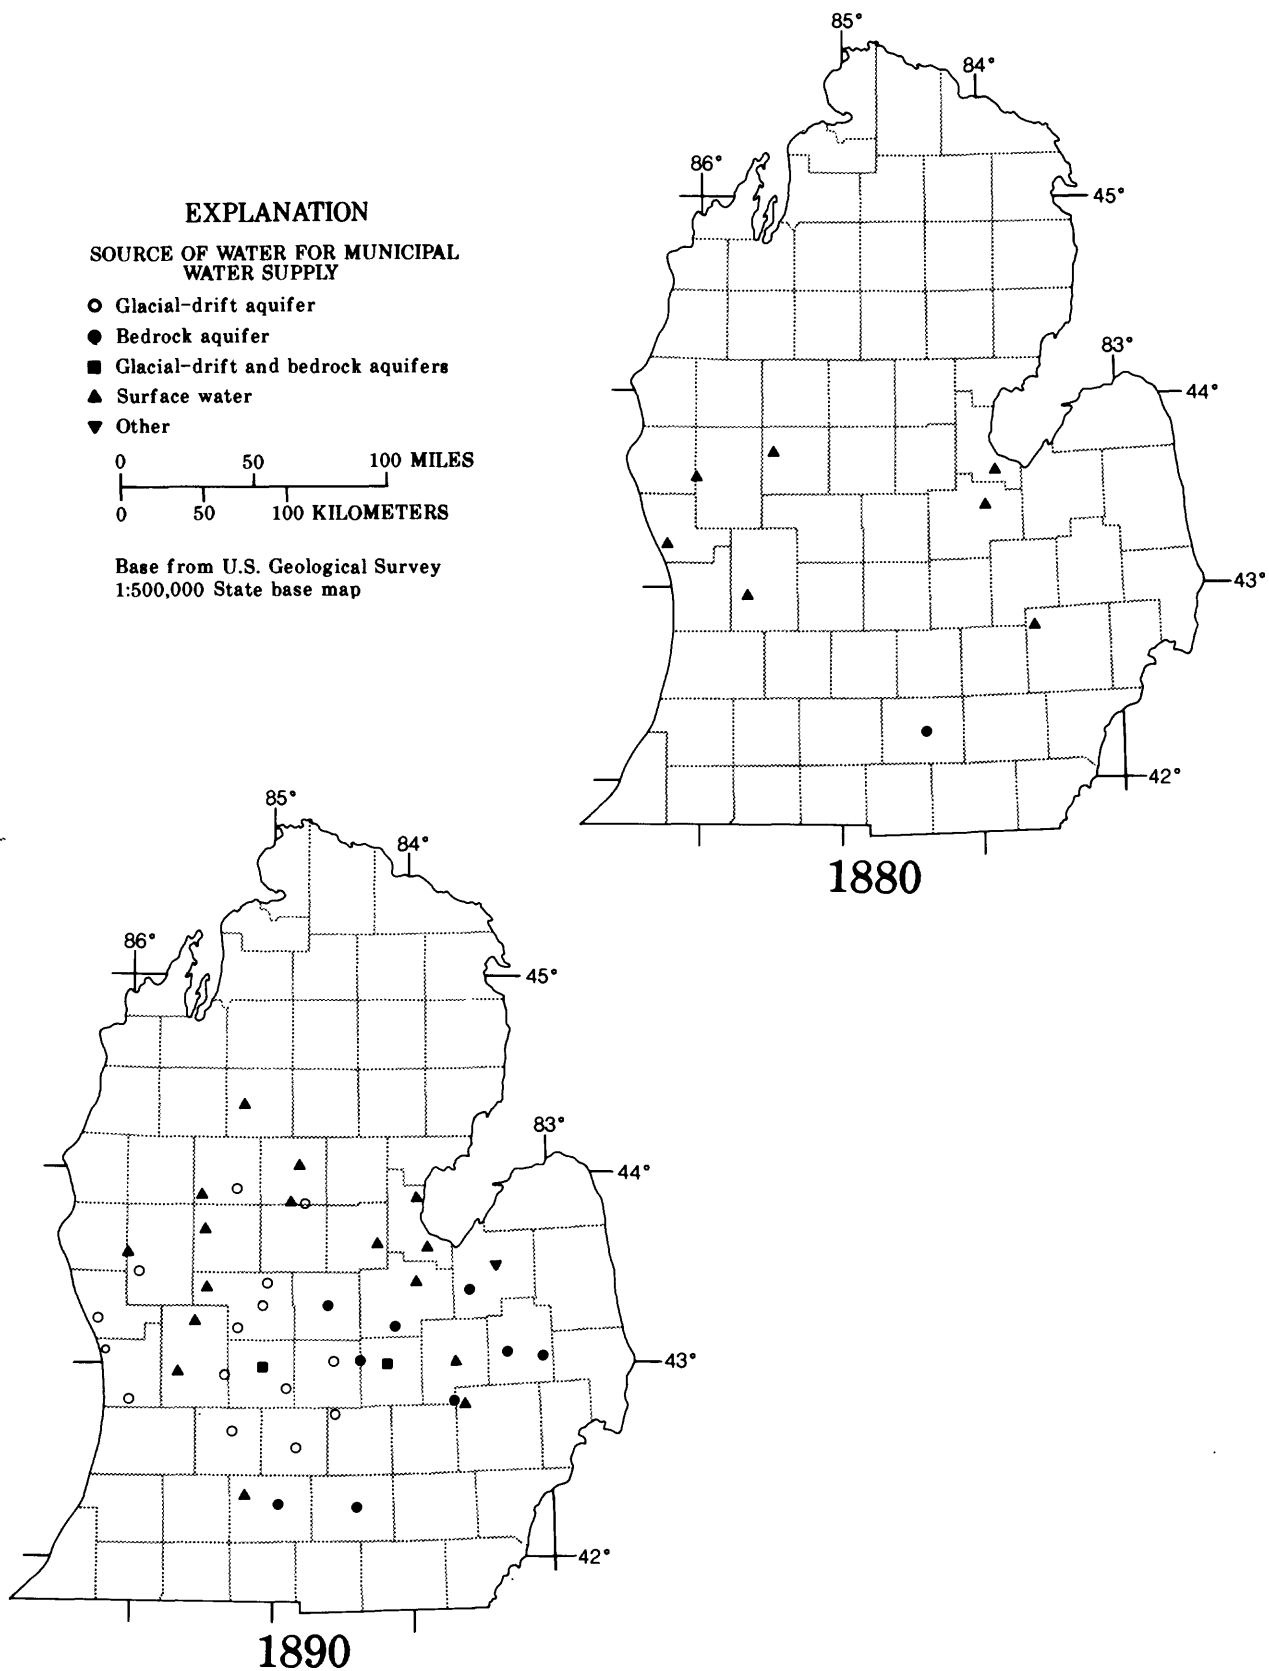 85°
84°
86°
45°
EXPLANATION
SOURCE OF WATER FOR MUNICIPAL
WATER SUPPLY
Glacial-drift aquifer
Bedrock aquifer
Glacial-drift and bedrock aquifers
Surface water
Other
0 50 100 MILES
0 50 100 KILOMETERS
Base from U.S. Geological Survey
1:500,000 State base map
83°
44°
43°
42°
1880
85°
84°
86°
45°
83°
44°
43°
42°
1890